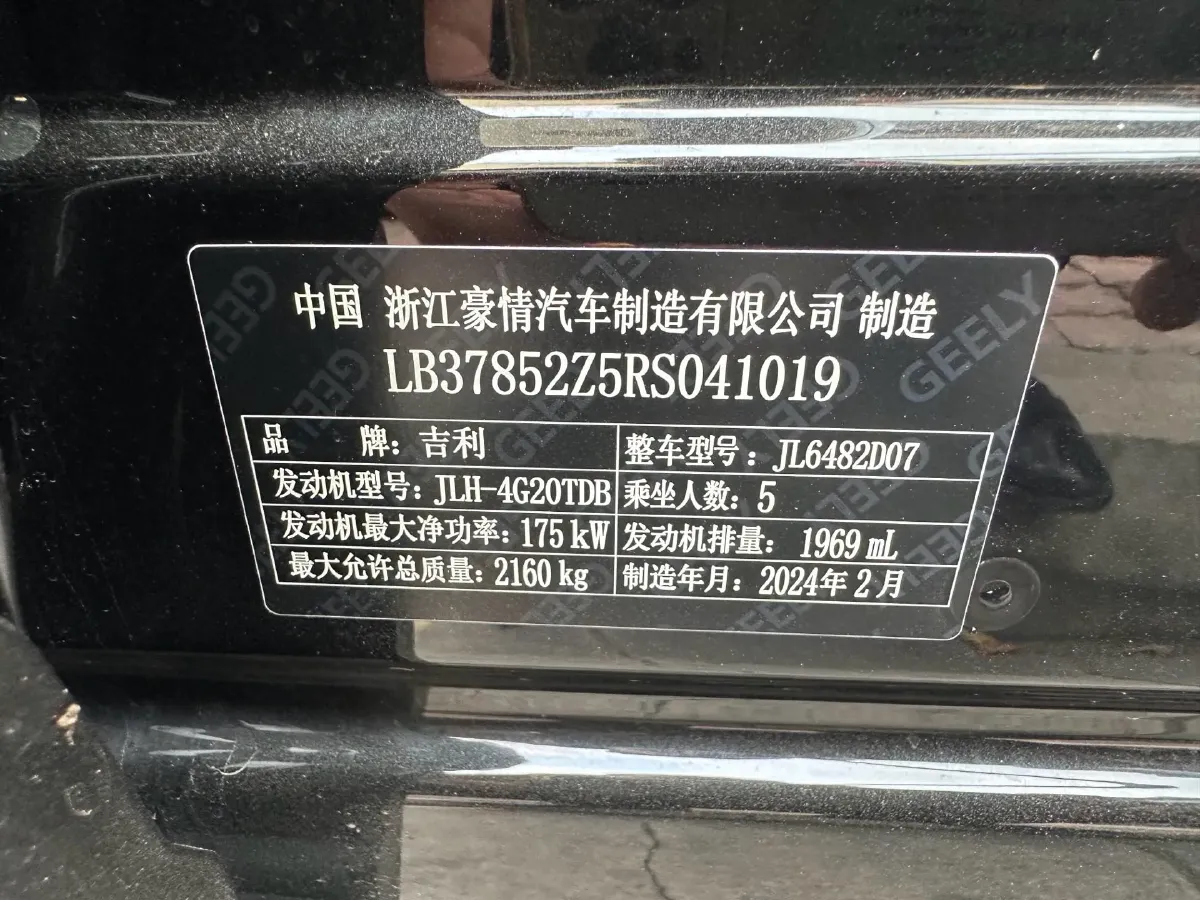 中国 浙江豪情汽车制造有限公司 制造
LB37852Z5RS041019
品 牌：吉利 整车型号：JL6482D07
发动机型号：JLH-4G20TDB 乘坐人数：5
发动机最大净功率：175 kW 发动机排量：1969 mL
最大允许总质量：2160 kg 制造年月：2024年2月
GEELY